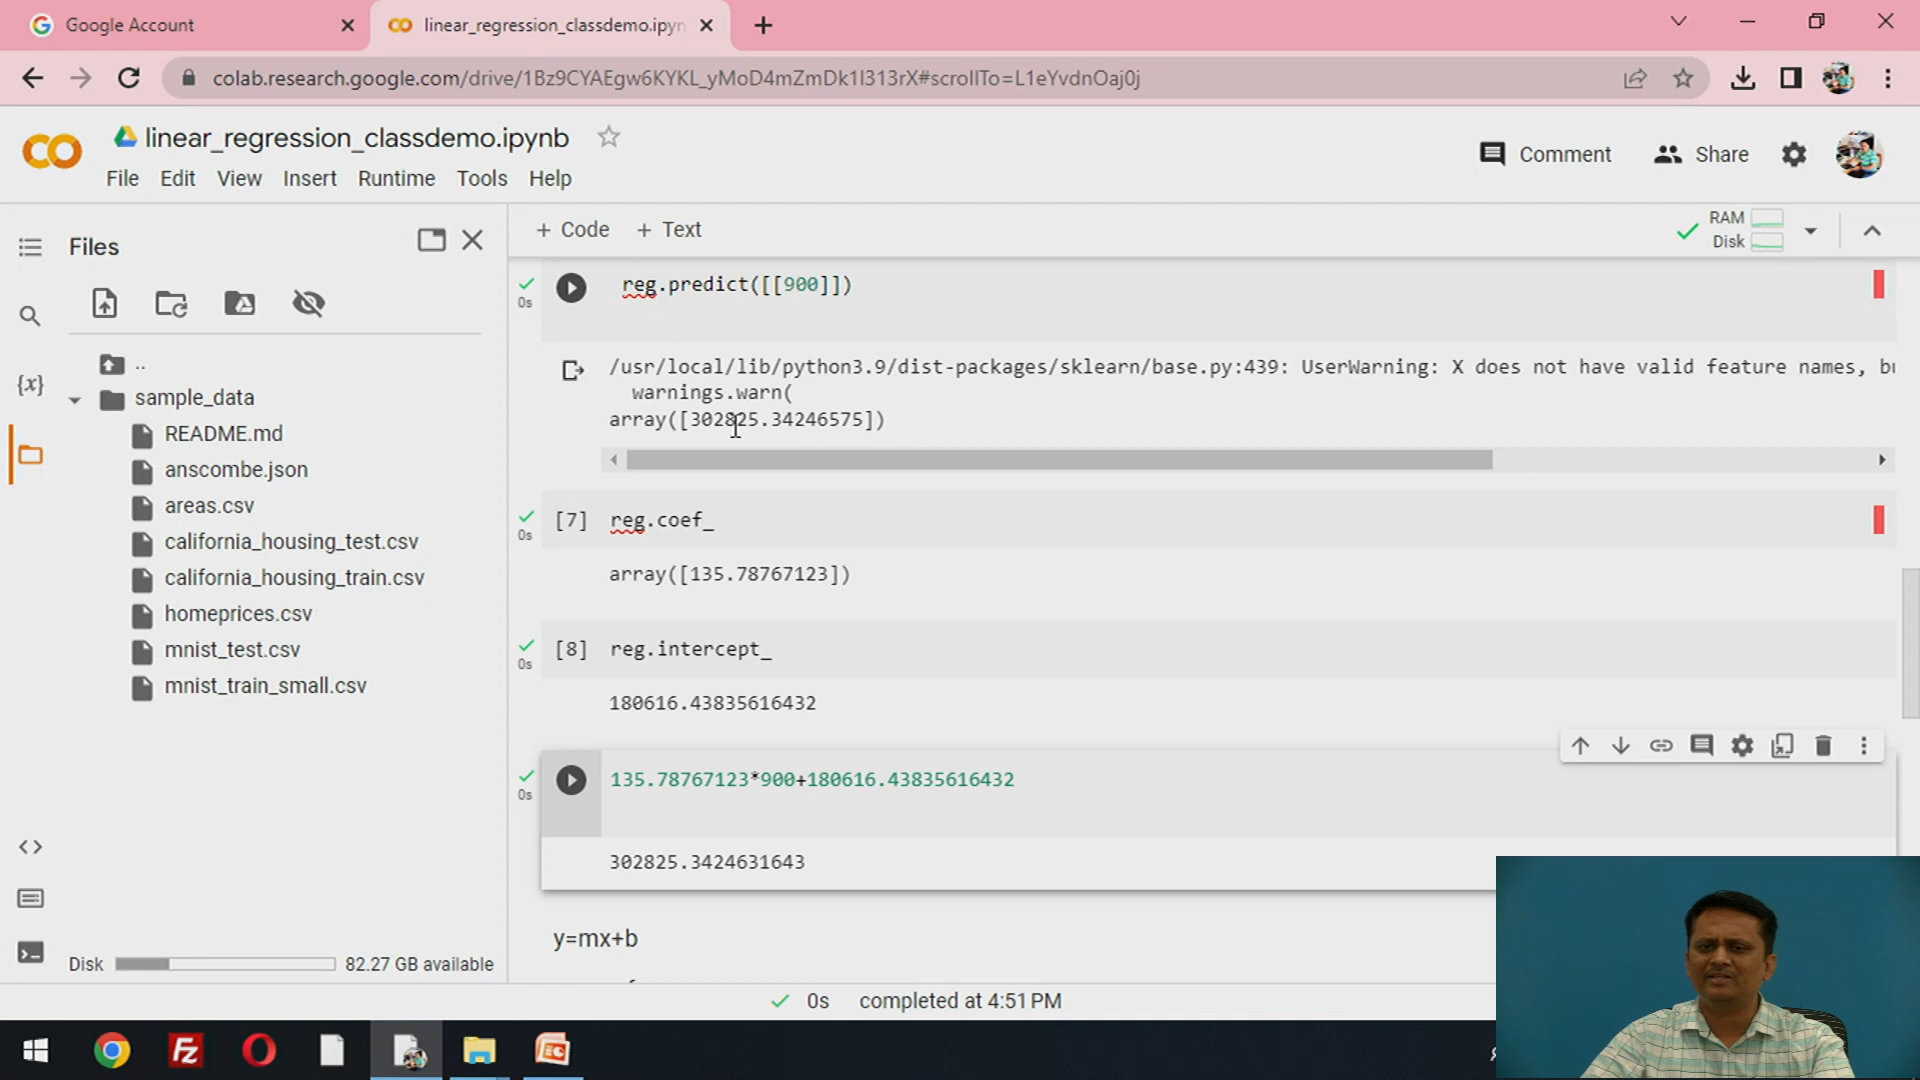 Google Account
linear_regression_classdemo.ipyn
colab.research.google.com/drive/1Bz9CYAEgw6KYKL_yMoD4mZmDk1I313rX#scrollTo=L1eYvdnOaj0j
linear_regression_classdemo.ipynb
Comment
Share
File Edit View Insert Runtime Tools Help
Files
+ Code + Text
RAM
Disk
..
sample_data
README.md
anscombe.json
areas.csv
california_housing_test.csv
california_housing_train.csv
homeprices.csv
mnist_test.csv
mnist_train_small.csv
Disk
82.27 GB available
0s
reg.predict([[900]])
/usr/local/lib/python3.9/dist-packages/sklearn/base.py:439: UserWarning: X does not have valid feature names,
warnings.warn(
array([302825.34246575])
[7] reg.coef_
0s
array([135.78767123])
[8] reg.intercept_
0s
180616.43835616432
135.78767123*900+180616.43835616432
0s
302825.3424631643
y=mx+b
0s completed at 4:51 PM